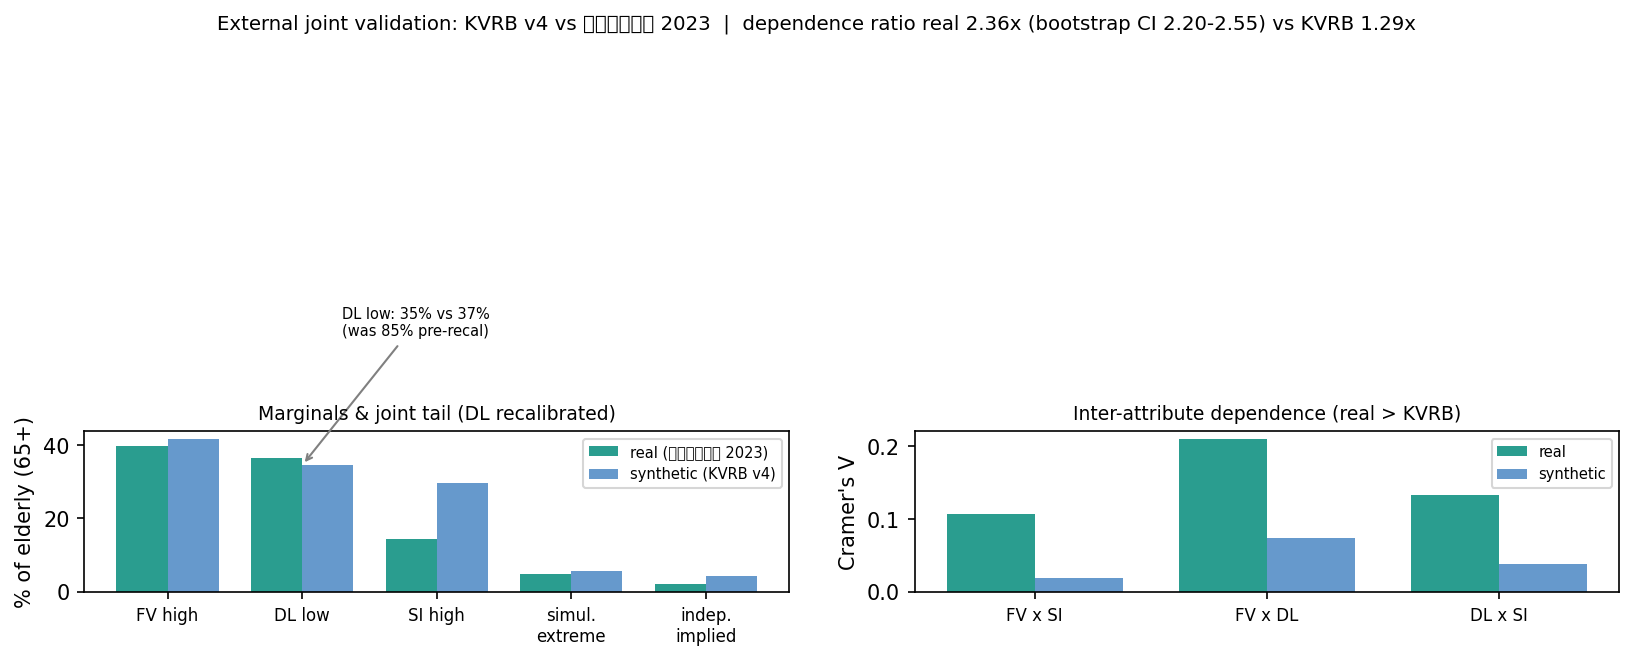 External joint validation: KVRB v4 vs 2023 | dependence ratio real 2.36x (bootstrap CI 2.20-2.55) vs KVRB 1.29x
DL low: 35% vs 37%
(was 85% pre-recal)
Marginals & joint tail (DL recalibrated)
% of elderly (65+)
40
20
0
real ( 2023)
synthetic (KVRB v4)
FV high
DL low
SI high
simul.
extreme
indep.
implied
Inter-attribute dependence (real > KVRB)
Cramer's V
0.2
0.1
0.0
real
synthetic
FV x SI
FV x DL
DL x SI